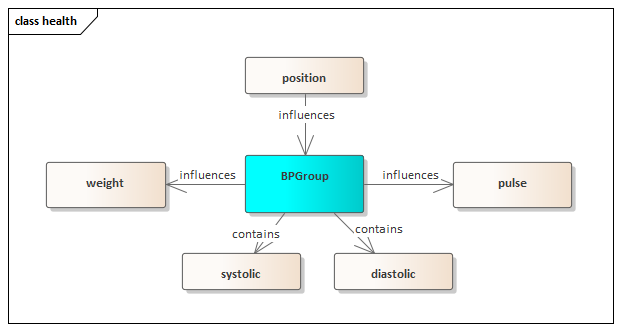 class health
position
influences
BPGroup
weight
influences
influences
pulse
contains
contains
systolic
diastolic